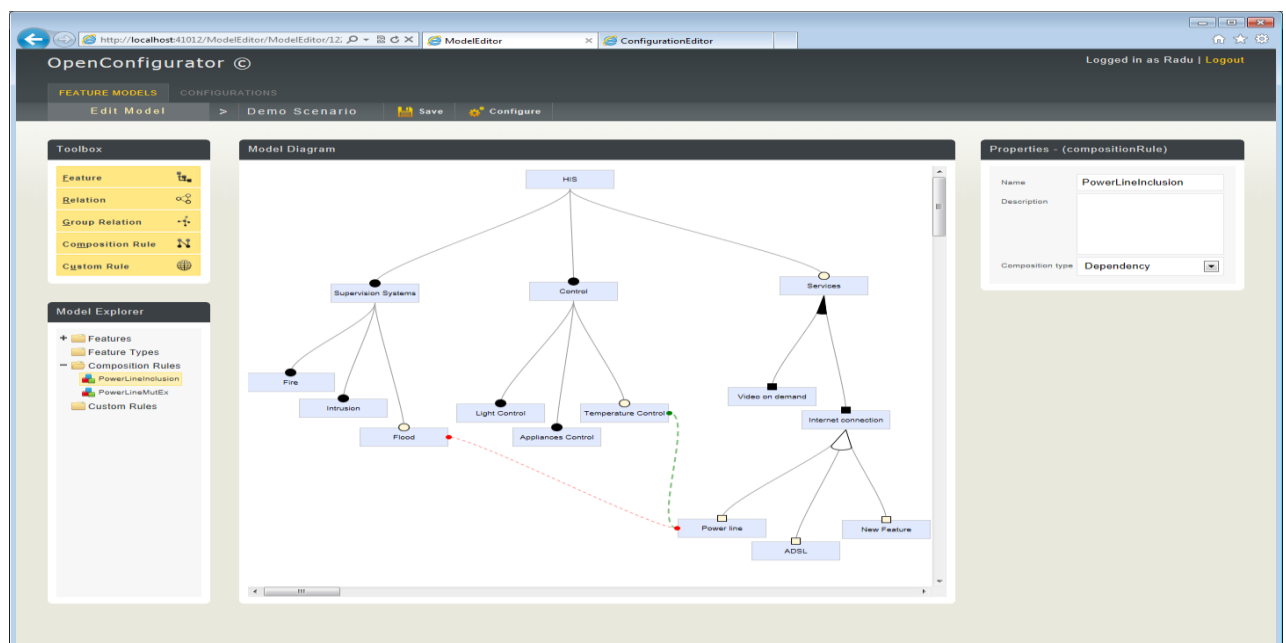 http://localhost:41012/ModelEditor/ModelEditor/12
ModelEditor
ConfigurationEditor
OpenConfigurator ©
Logged in as Radu | Logout
FEATURE MODELS CONFIGURATIONS
Edit Model > Demo Scenario Save Configure
Toolbox
Feature
Relation
Group Relation
Composition Rule
Custom Rule
Model Explorer
Features
Feature Types
Composition Rules
PowerLineInclusion
PowerLineMutEx
Custom Rules
Model Diagram
HIS
Supervision Systems
Control
Services
Fire
Intrusion
Flood
Light Control
Appliances Control
Temperature Control
Video on demand
Internet connection
Power line
ADSL
New Feature
Properties - (compositionRule)
Name PowerLineInclusion
Description
Composition type Dependency